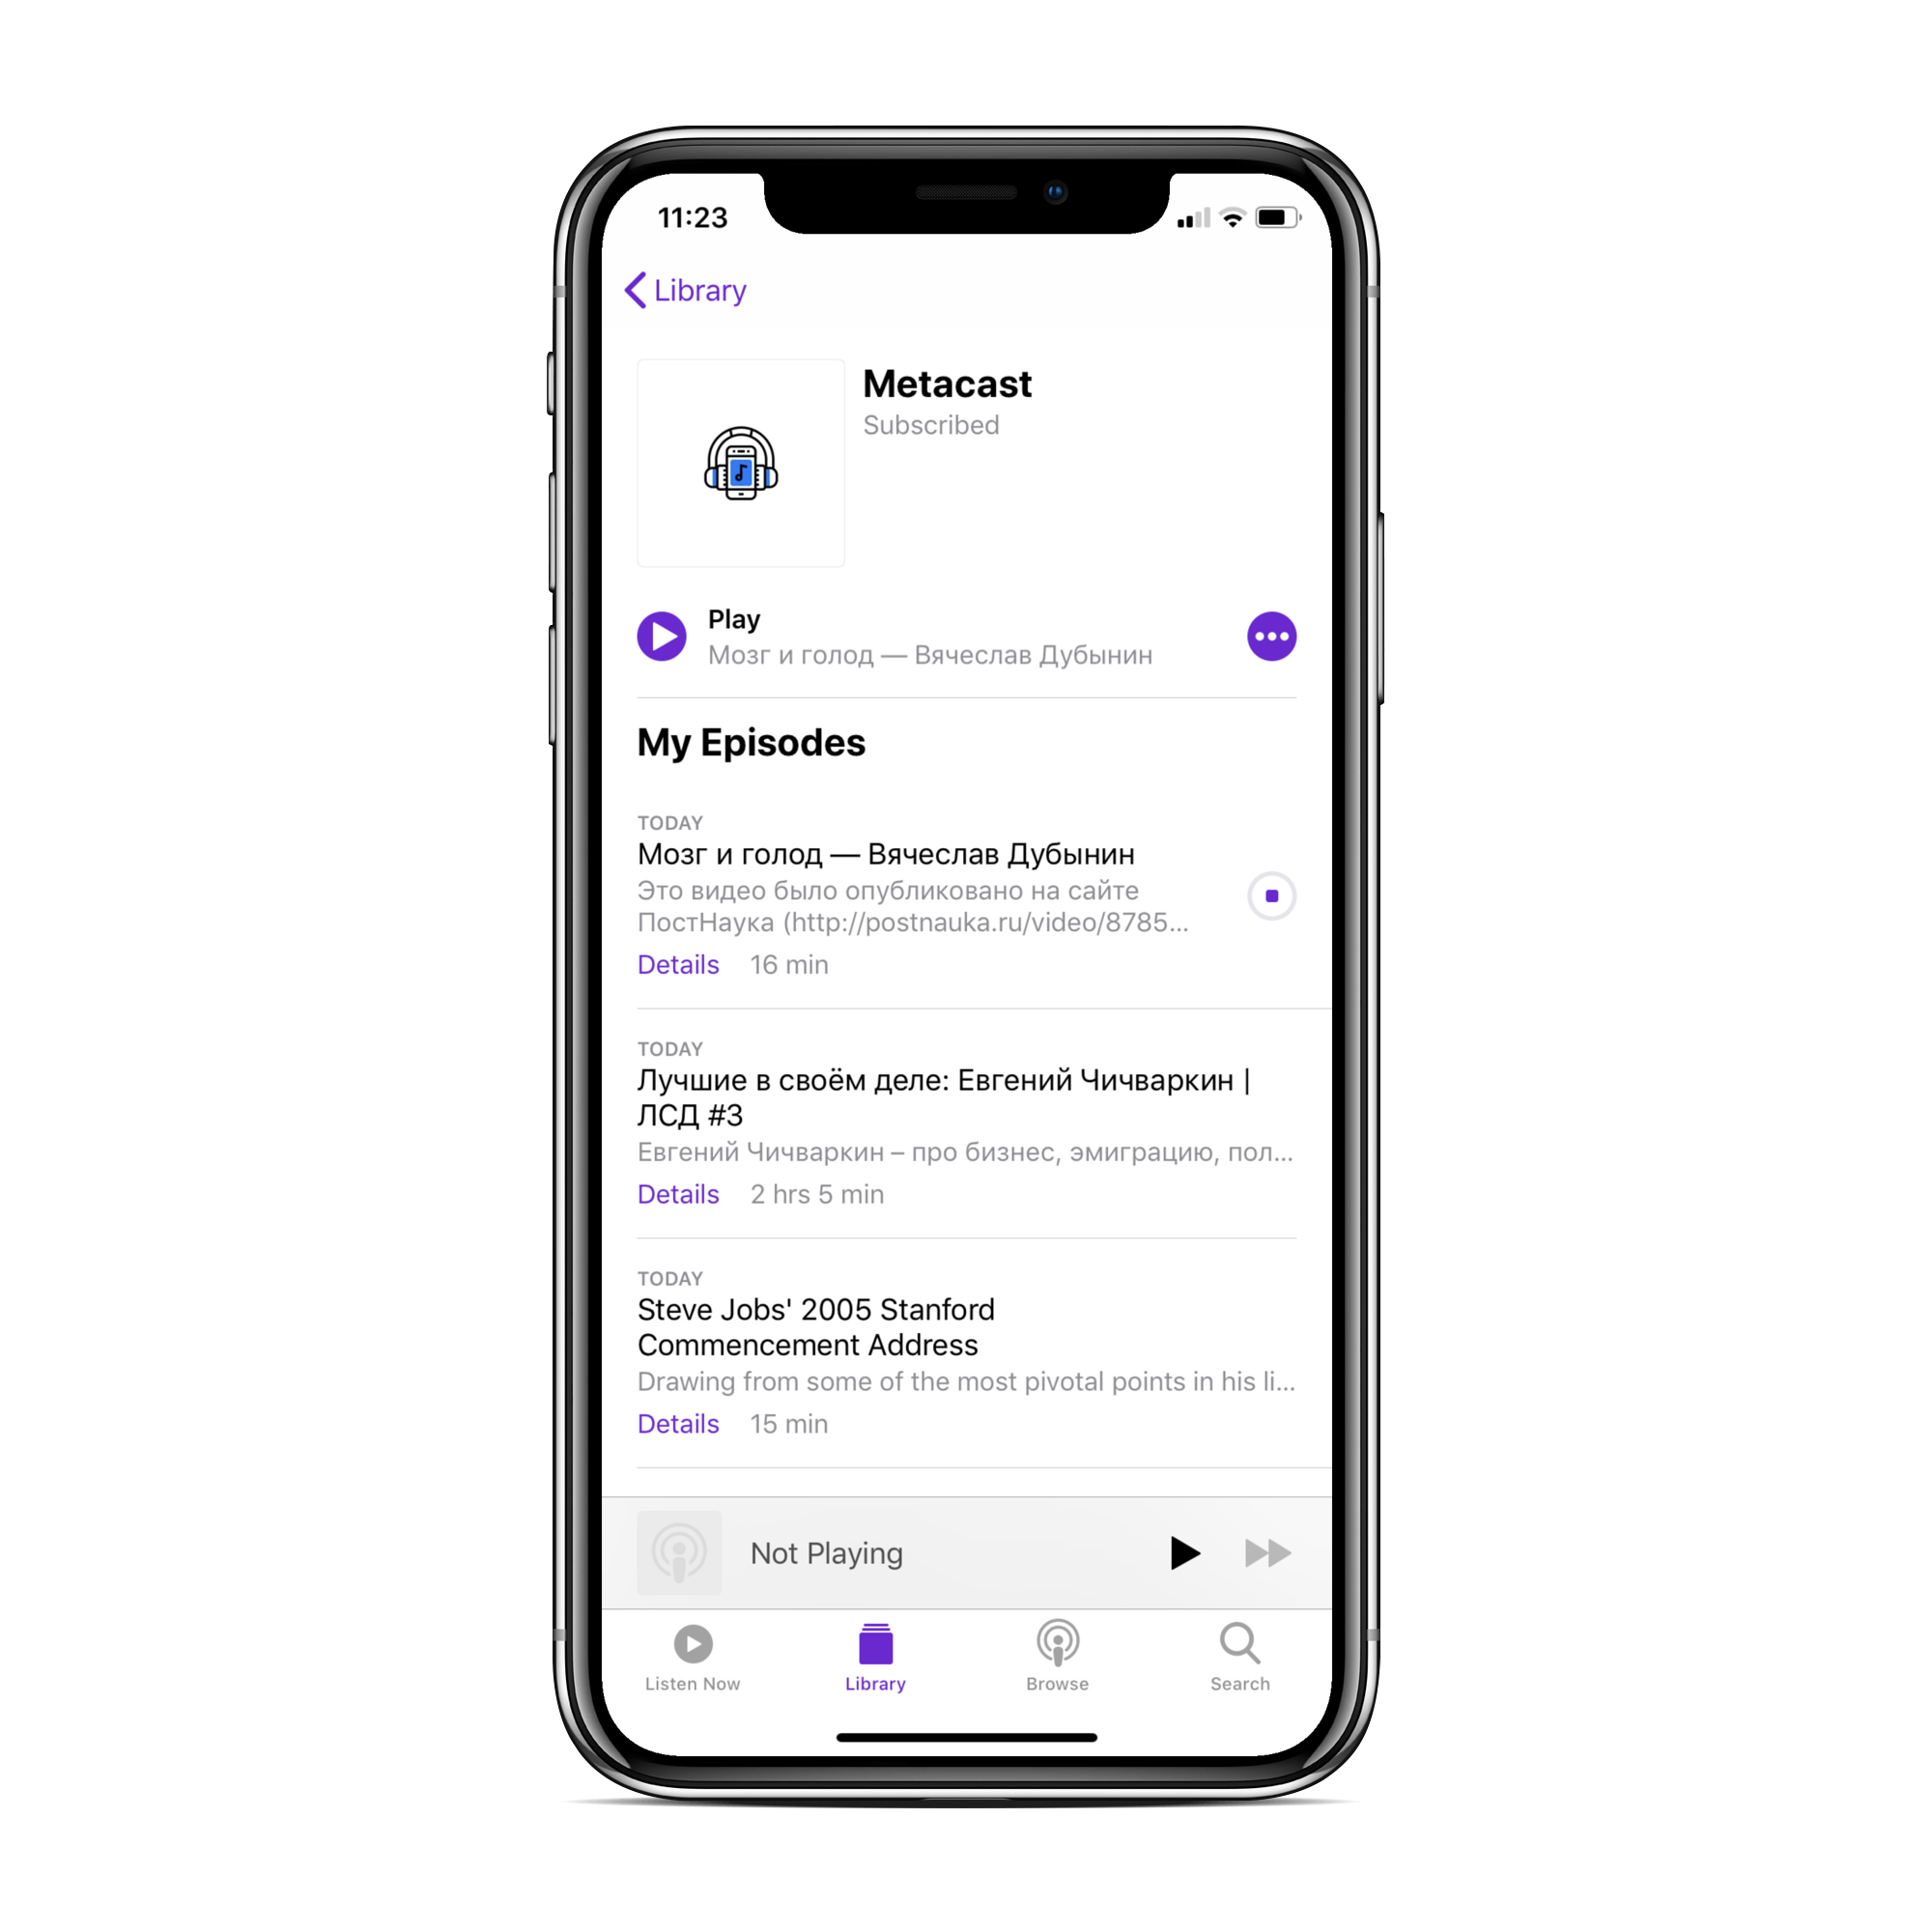 11:23
Library
Metacast
Subscribed
Play
Мозг и голод — Вячеслав Дубынин
My Episodes
TODAY
Мозг и голод — Вячеслав Дубынин
Это видео было опубликовано на сайте
ПостНаука (http://postnauka.ru/video/8785...
Details 16 min
TODAY
Лучшие в своём деле: Евгений Чичваркин |
ЛСД #3
Евгений Чичваркин – про бизнес, эмиграцию, пол...
Details 2 hrs 5 min
TODAY
Steve Jobs' 2005 Stanford
Commencement Address
Drawing from some of the most pivotal points in his li...
Details 15 min
Not Playing
Listen Now Library Browse Search